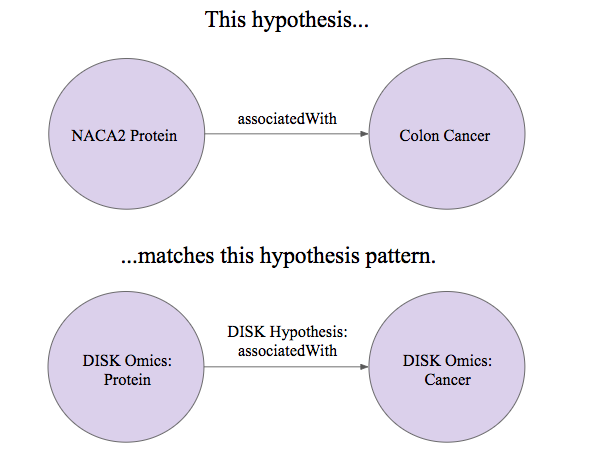 This hypothesis...
associatedWith
NACA2 Protein
Colon Cancer
...matches this hypothesis pattern.
DISK Hypothesis:
associatedWith
DISK Omics:
Protein
DISK Omics:
Cancer